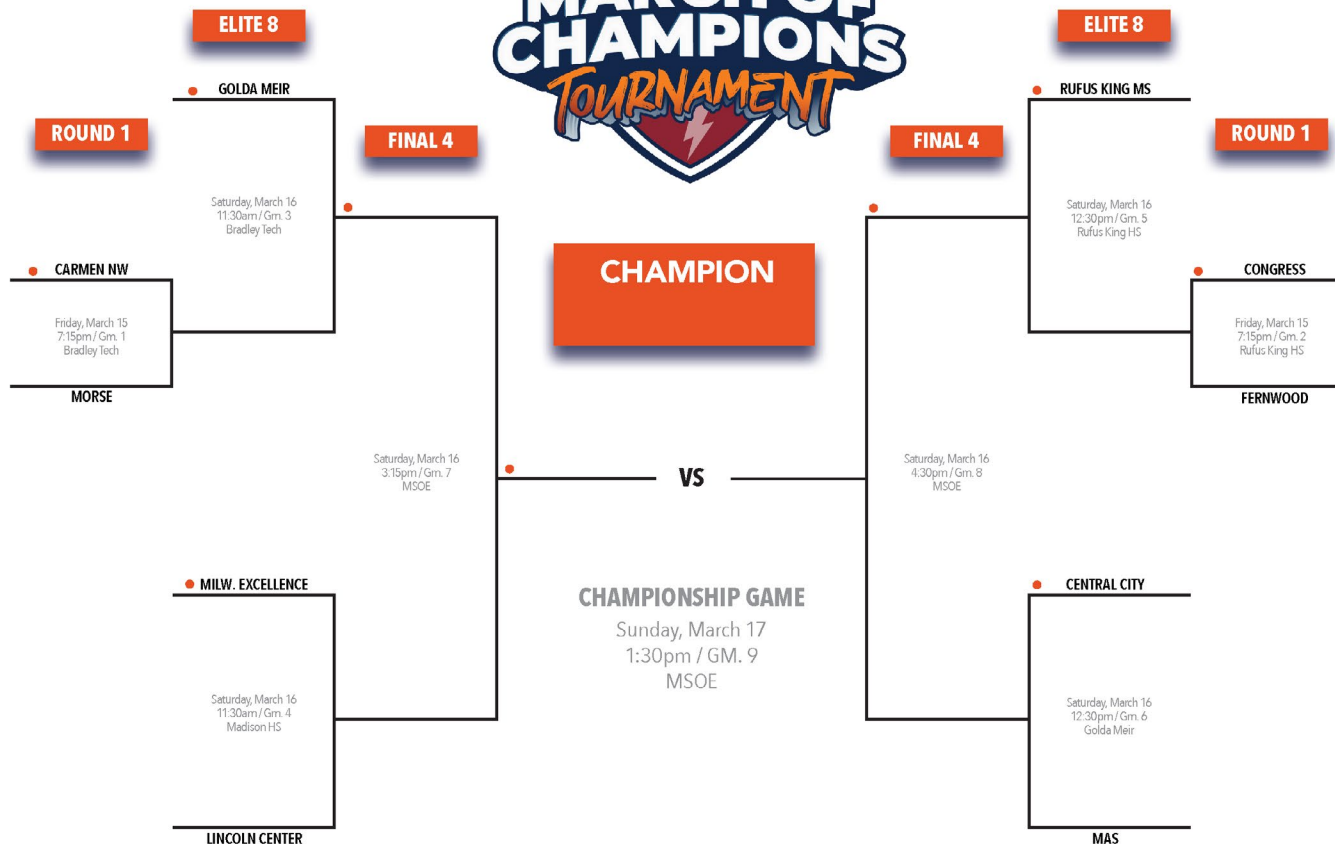 MARCH OF
CHAMPIONS
TOURNAMENT
ELITE 8
ELITE 8
GOLDA MEIR
RUFUS KING MS
ROUND 1
FINAL 4
FINAL 4
ROUND 1
Saturday, March 16
11:30am / Gm. 3
Bradley Tech
Saturday, March 16
12:30pm / Gm. 5
Rufus King HS
CARMEN NW
CHAMPION
CONGRESS
Friday, March 15
7:15pm / Gm. 1
Bradley Tech
Friday, March 15
7:15pm / Gm. 2
Rufus King HS
MORSE
FERNWOOD
Saturday, March 16
3:15pm / Gm. 7
MSOE
VS
Saturday, March 16
4:30pm / Gm. 8
MSOE
MILW. EXCELLENCE
CENTRAL CITY
CHAMPIONSHIP GAME
Sunday, March 17
1:30pm / GM. 9
MSOE
Saturday, March 16
11:30am / Gm. 4
Madison HS
Saturday, March 16
12:30pm / Gm. 6
Golda Meir
LINCOLN CENTER
MAS